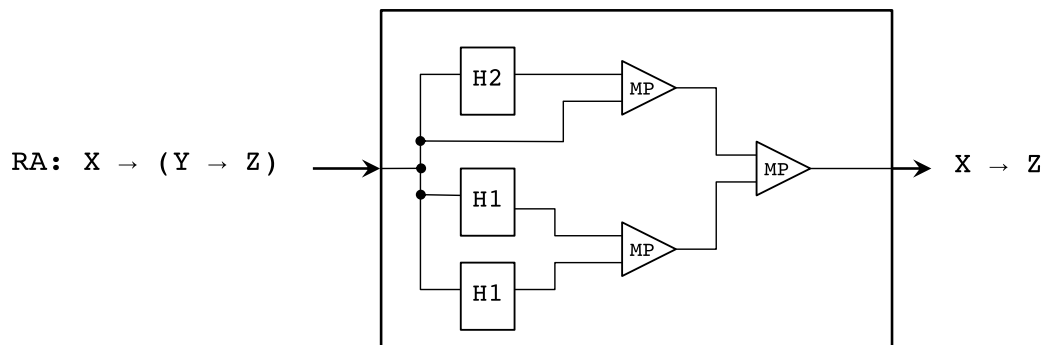 H2
MP
RA: X → (Y → Z)
MP
X → Z
H1
MP
H1